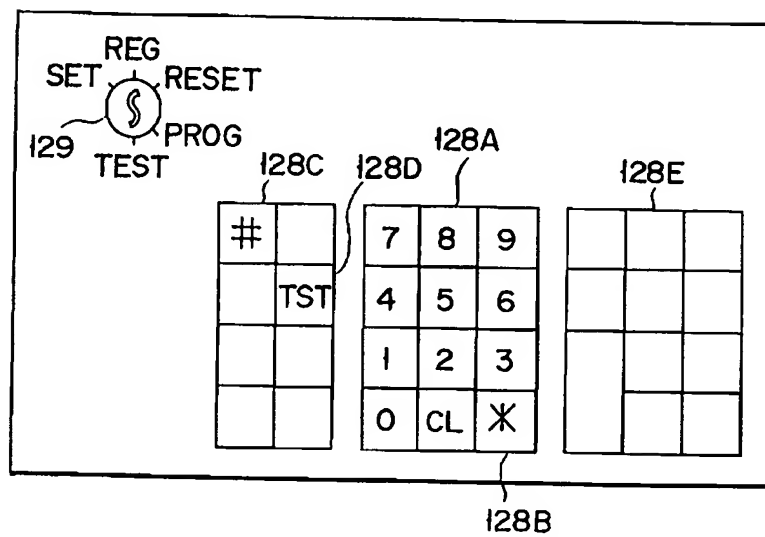 REG
SET RESET
129 PROG
TEST
128C 128D 128A 128E
# 7 8 9
TST 4 5 6
1 2 3
0 CL *
128B